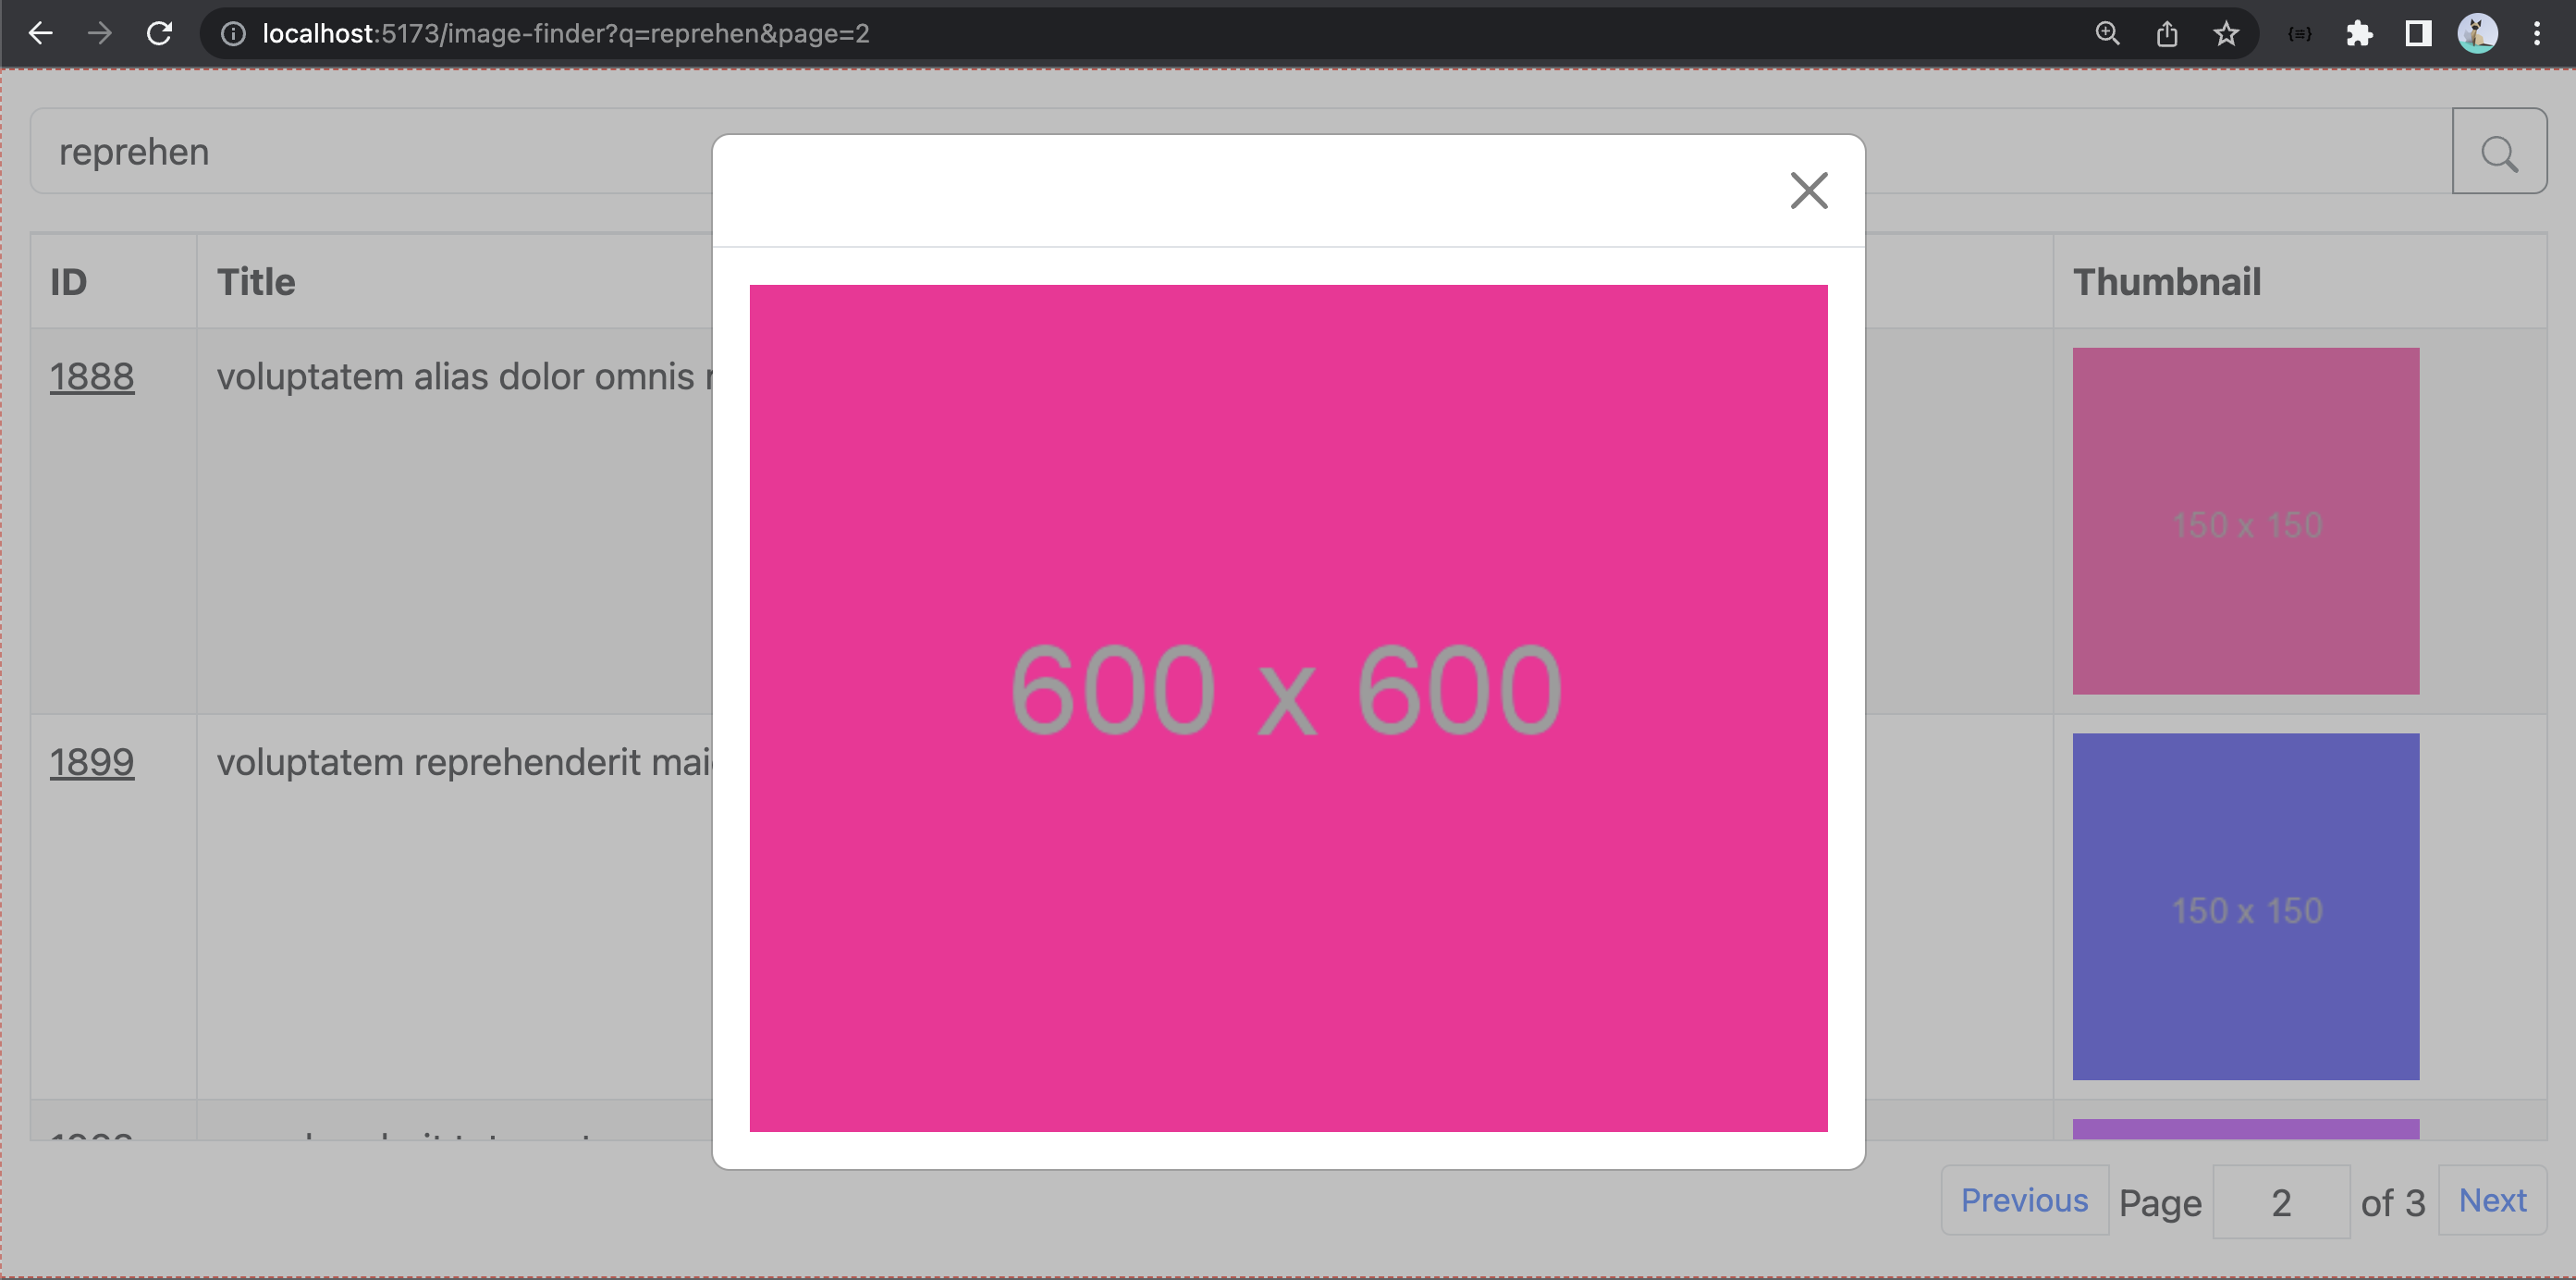 localhost:5173/image-finder?q=reprehen&page=2
reprehen
ID Title Thumbnail
1888 voluptatem alias dolor omnis
150 x 150
600 x 600
1899 voluptatem reprehenderit
150 x 150
Previous Page 2 of 3 Next